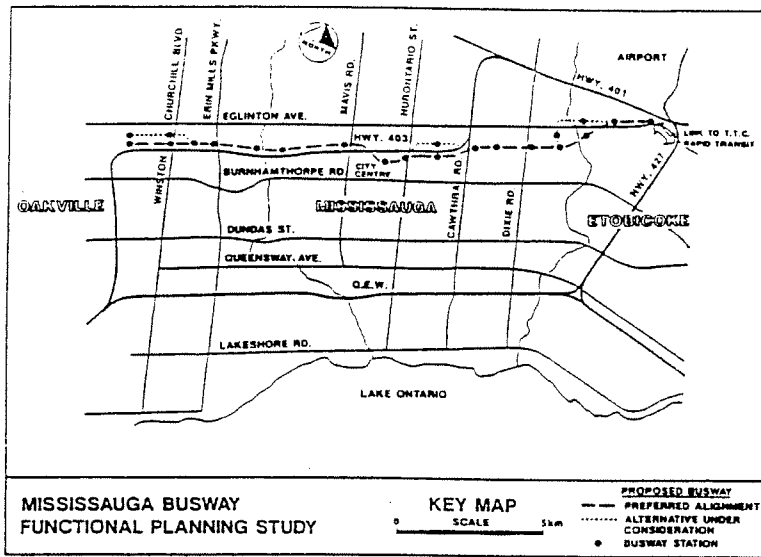 NORTH
AIRPORT
HWY. 401
WINSTON CHURCHILL BLVD
ERIN MILLS PKWY.
MAVIS RD.
HURONTARIO ST.
EGLINTON AVE.
HWY. 403
LINK TO T.T.C.
RAPID TRANSIT
CITY
CENTRE
BURNHAMTHORPE RD.
CAWTHRA RD.
DIXIE RD
HWY. 427
OAKVILLE
MISSISSAUGA
ETOBICOKE
DUNDAS ST.
QUEENSWAY. AVE.
Q.E.W.
LAKESHORE RD.
LAKE ONTARIO
MISSISSAUGA BUSWAY
FUNCTIONAL PLANNING STUDY
KEY MAP
0 SCALE 5km
PROPOSED BUSWAY
PREFERRED ALIGNMENT
ALTERNATIVE UNDER
CONSIDERATION
BUSWAY STATION